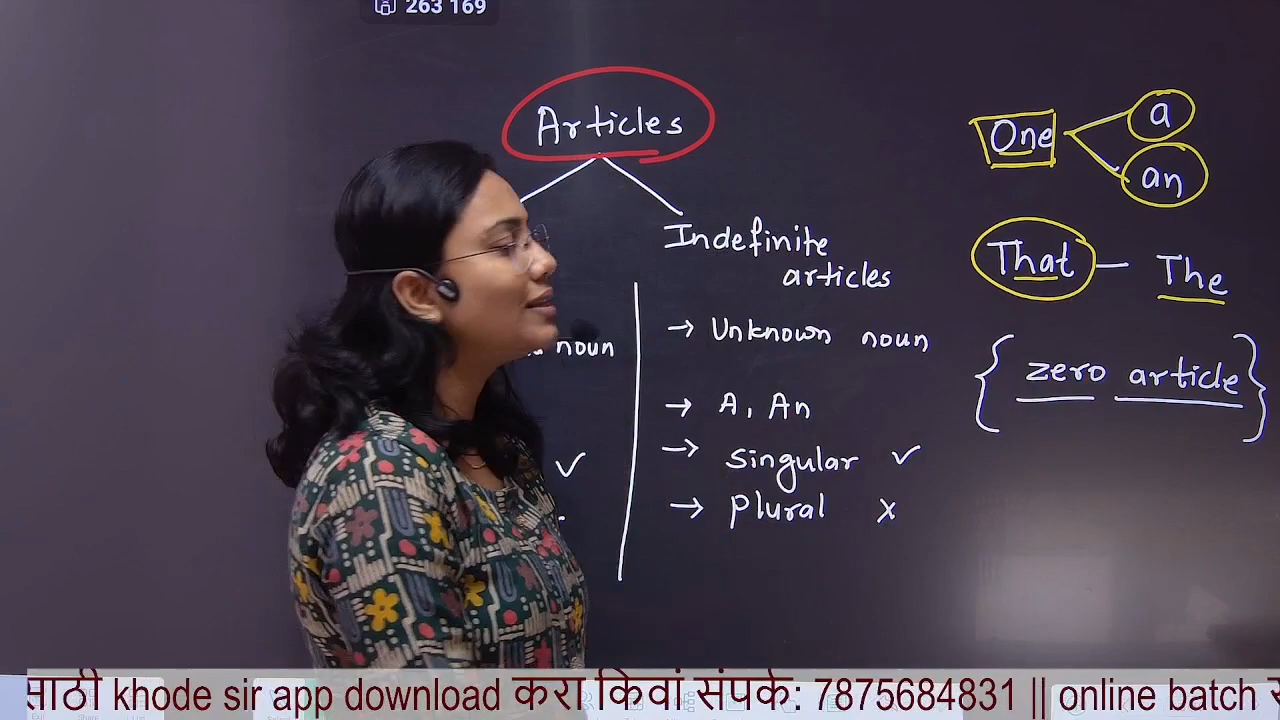 263 169
Articles
Indefinite
articles
noun
→ Unknown noun
→ A, An
→ Singular ✓
→ Plural x
✓
One
a
an
That — The
{ zero article }
साठी khode sir app download करा किवां संपर्क: 7875684831 || online batch